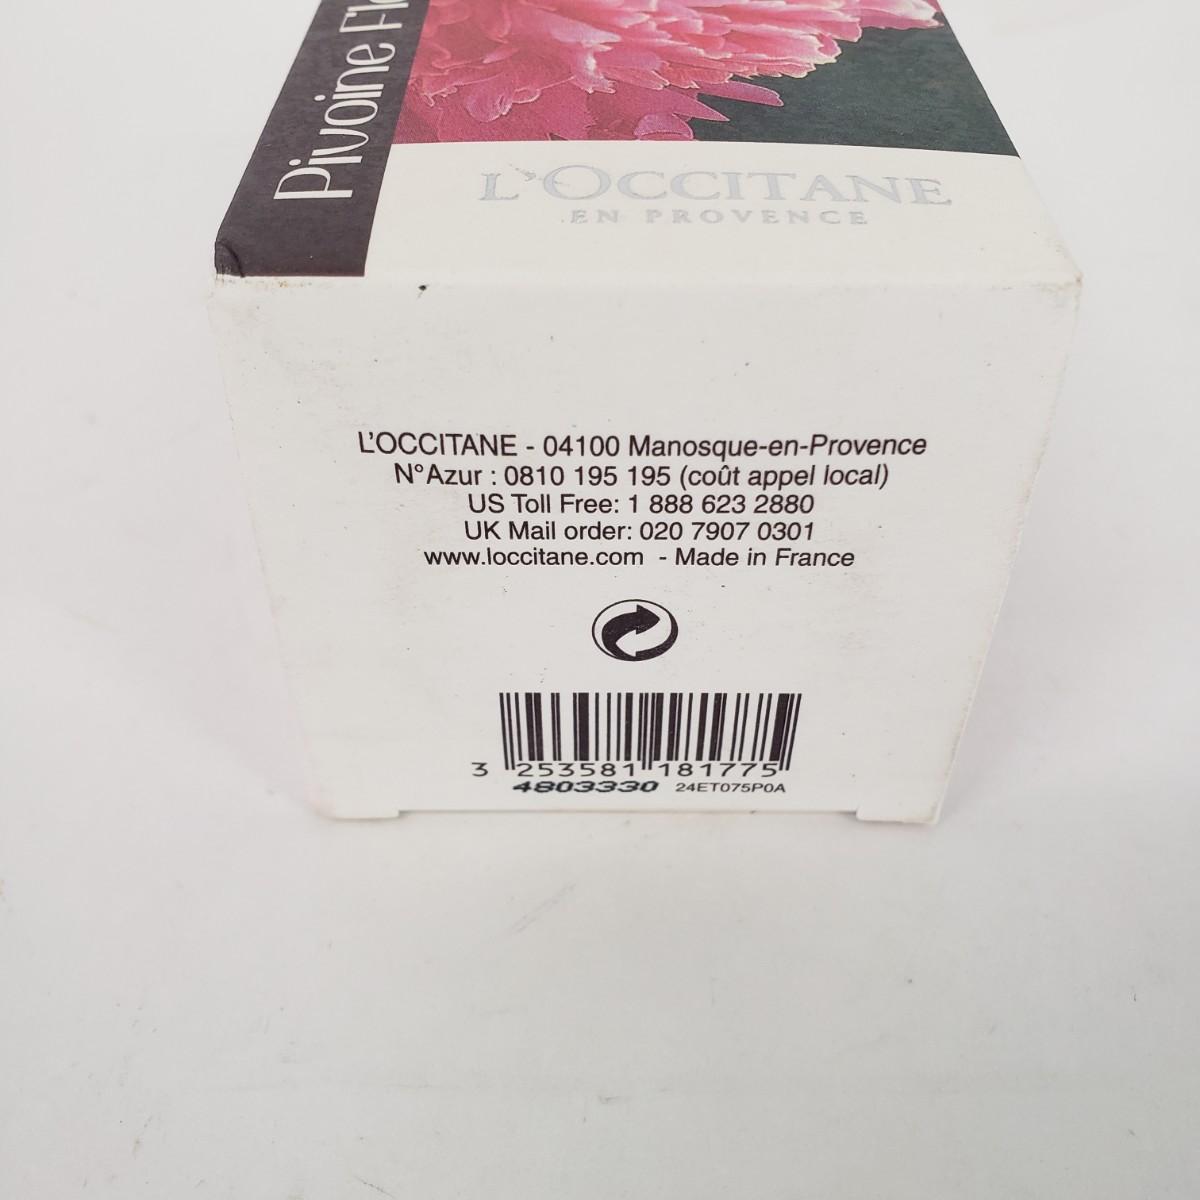 Pivoine
L'OCCITANE
EN PROVENCE
L'OCCITANE - 04100 Manosque-en-Provence
N°Azur : 0810 195 195 (coût appel local)
US Toll Free: 1 888 623 2880
UK Mail order: 020 7907 0301
www.loccitane.com - Made in France
3 253581 181775
4803330 24ET075P0A